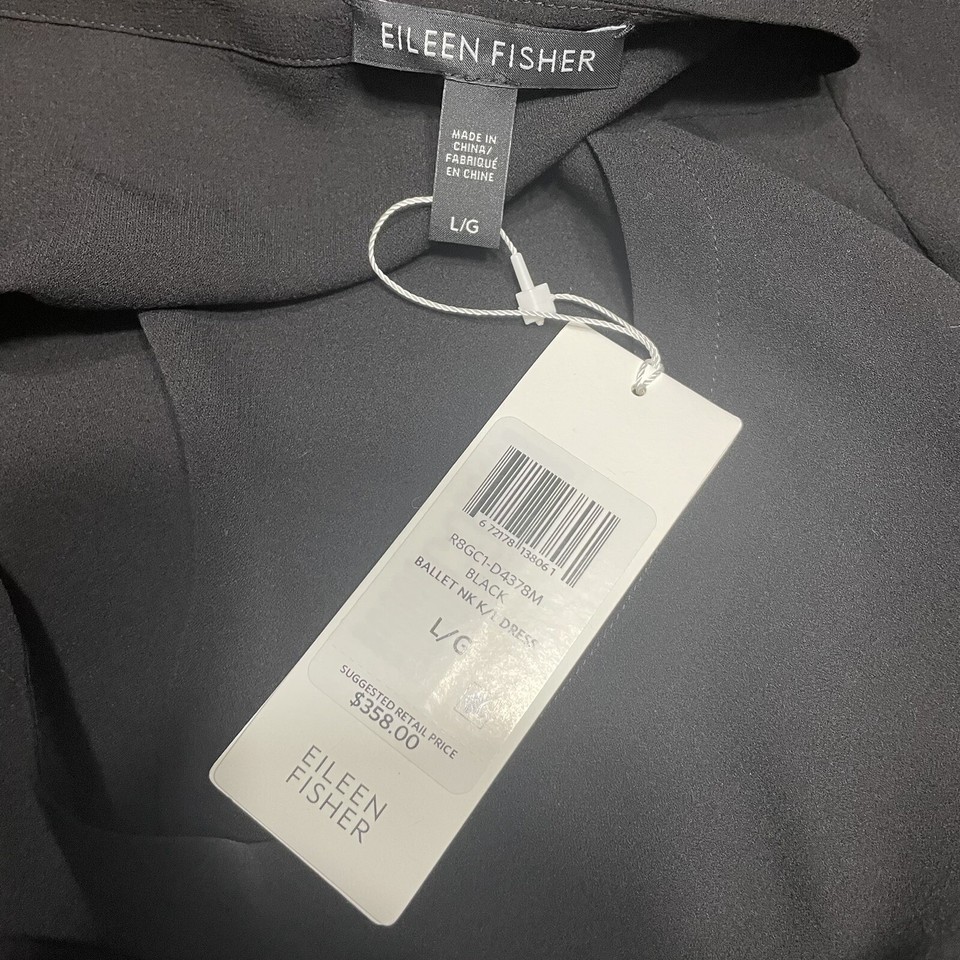 EILEEN FISHER
MADE IN
CHINA/
FABRIQUÉ
EN CHINE
L/G
6 72178 13806 1
R8GC1-D4378M
BLACK
BALLET NK K/L DRESS
L/G
SUGGESTED RETAIL PRICE
$358.00
EILEEN
FISHER